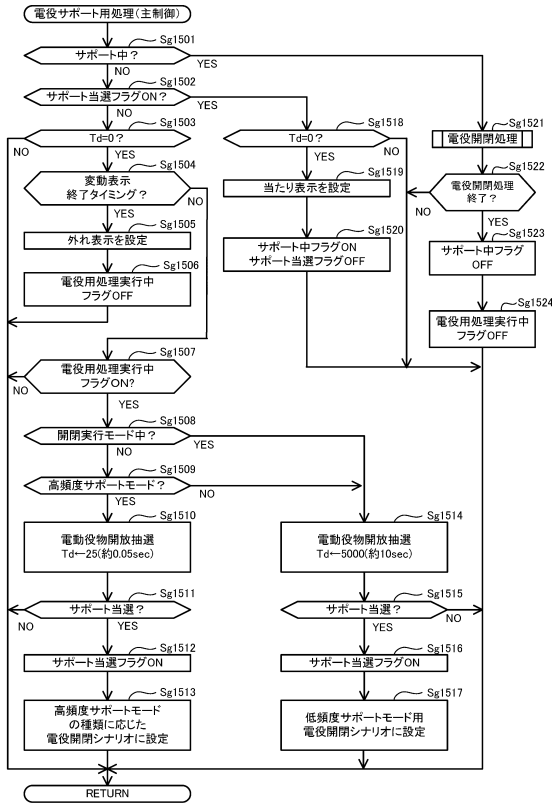 電役サポート用処理(主制御)
Sg1501
サポート中?
YES
NO
Sg1502
サポート当選フラグON?
YES
NO
Sg1503
Td=0?
NO
YES
Sg1504
変動表示
終了タイミング?
NO
YES
Sg1505
外れ表示を設定
Sg1506
電役用処理実行中
フラグOFF
Sg1518
Td=0?
NO
YES
Sg1519
当たり表示を設定
Sg1520
サポート中フラグON
サポート当選フラグOFF
Sg1521
電役開閉処理
Sg1522
電役開閉処理
終了?
NO
YES
Sg1523
サポート中フラグ
OFF
Sg1524
電役用処理実行中
フラグOFF
Sg1507
電役用処理実行中
フラグON?
NO
YES
Sg1508
開閉実行モード中?
YES
NO
Sg1509
高頻度サポートモード?
NO
YES
Sg1510
電動役物開放抽選
Td←25(約0.05sec)
Sg1511
サポート当選?
NO
YES
Sg1512
サポート当選フラグON
Sg1513
高頻度サポートモード
の種類に応じた
電役開閉シナリオに設定
Sg1514
電動役物開放抽選
Td←5000(約10sec)
Sg1515
サポート当選?
NO
YES
Sg1516
サポート当選フラグON
Sg1517
低頻度サポートモード用
電役開閉シナリオに設定
RETURN